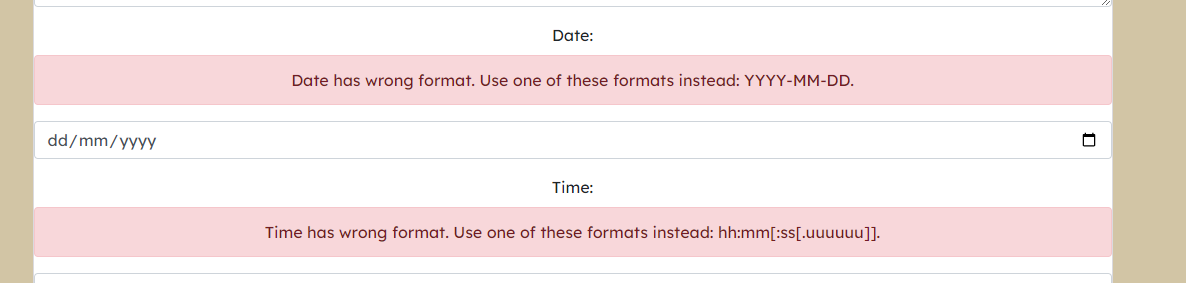 Date:
Date has wrong format. Use one of these formats instead: YYYY-MM-DD.
dd/mm/yyyy
Time:
Time has wrong format. Use one of these formats instead: hh:mm[:ss[.uuuuuu]].